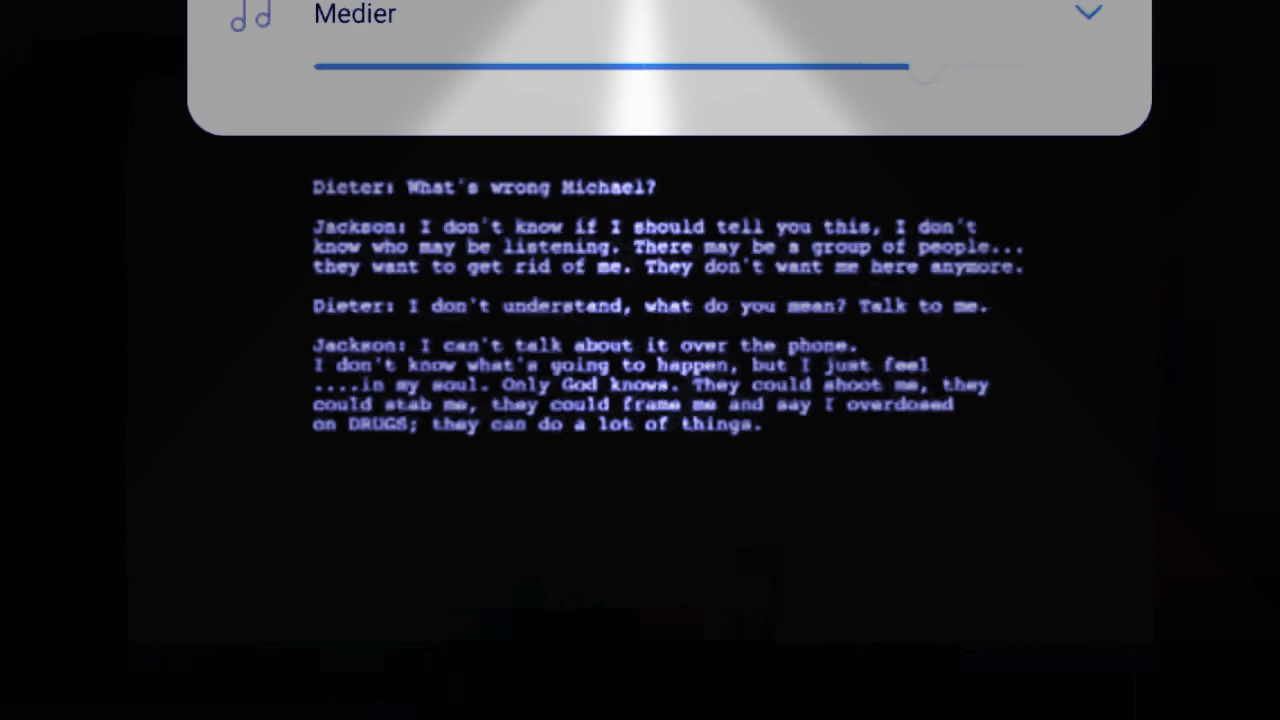 Medier
Dieter: What's wrong Michael?
Jackson: I don't know if I should tell you this, I don't
know who may be listening. There may be a group of people...
they want to get rid of me. They don't want me here anymore.
Dieter: I don't understand, what do you mean? Talk to me.
Jackson: I can't talk about it over the phone.
I don't know what's going to happen, but I just feel
....in my soul. Only God knows. They could shoot me, they
could stab me, they could frame me and say I overdosed
on DRUGS; they can do a lot of things.